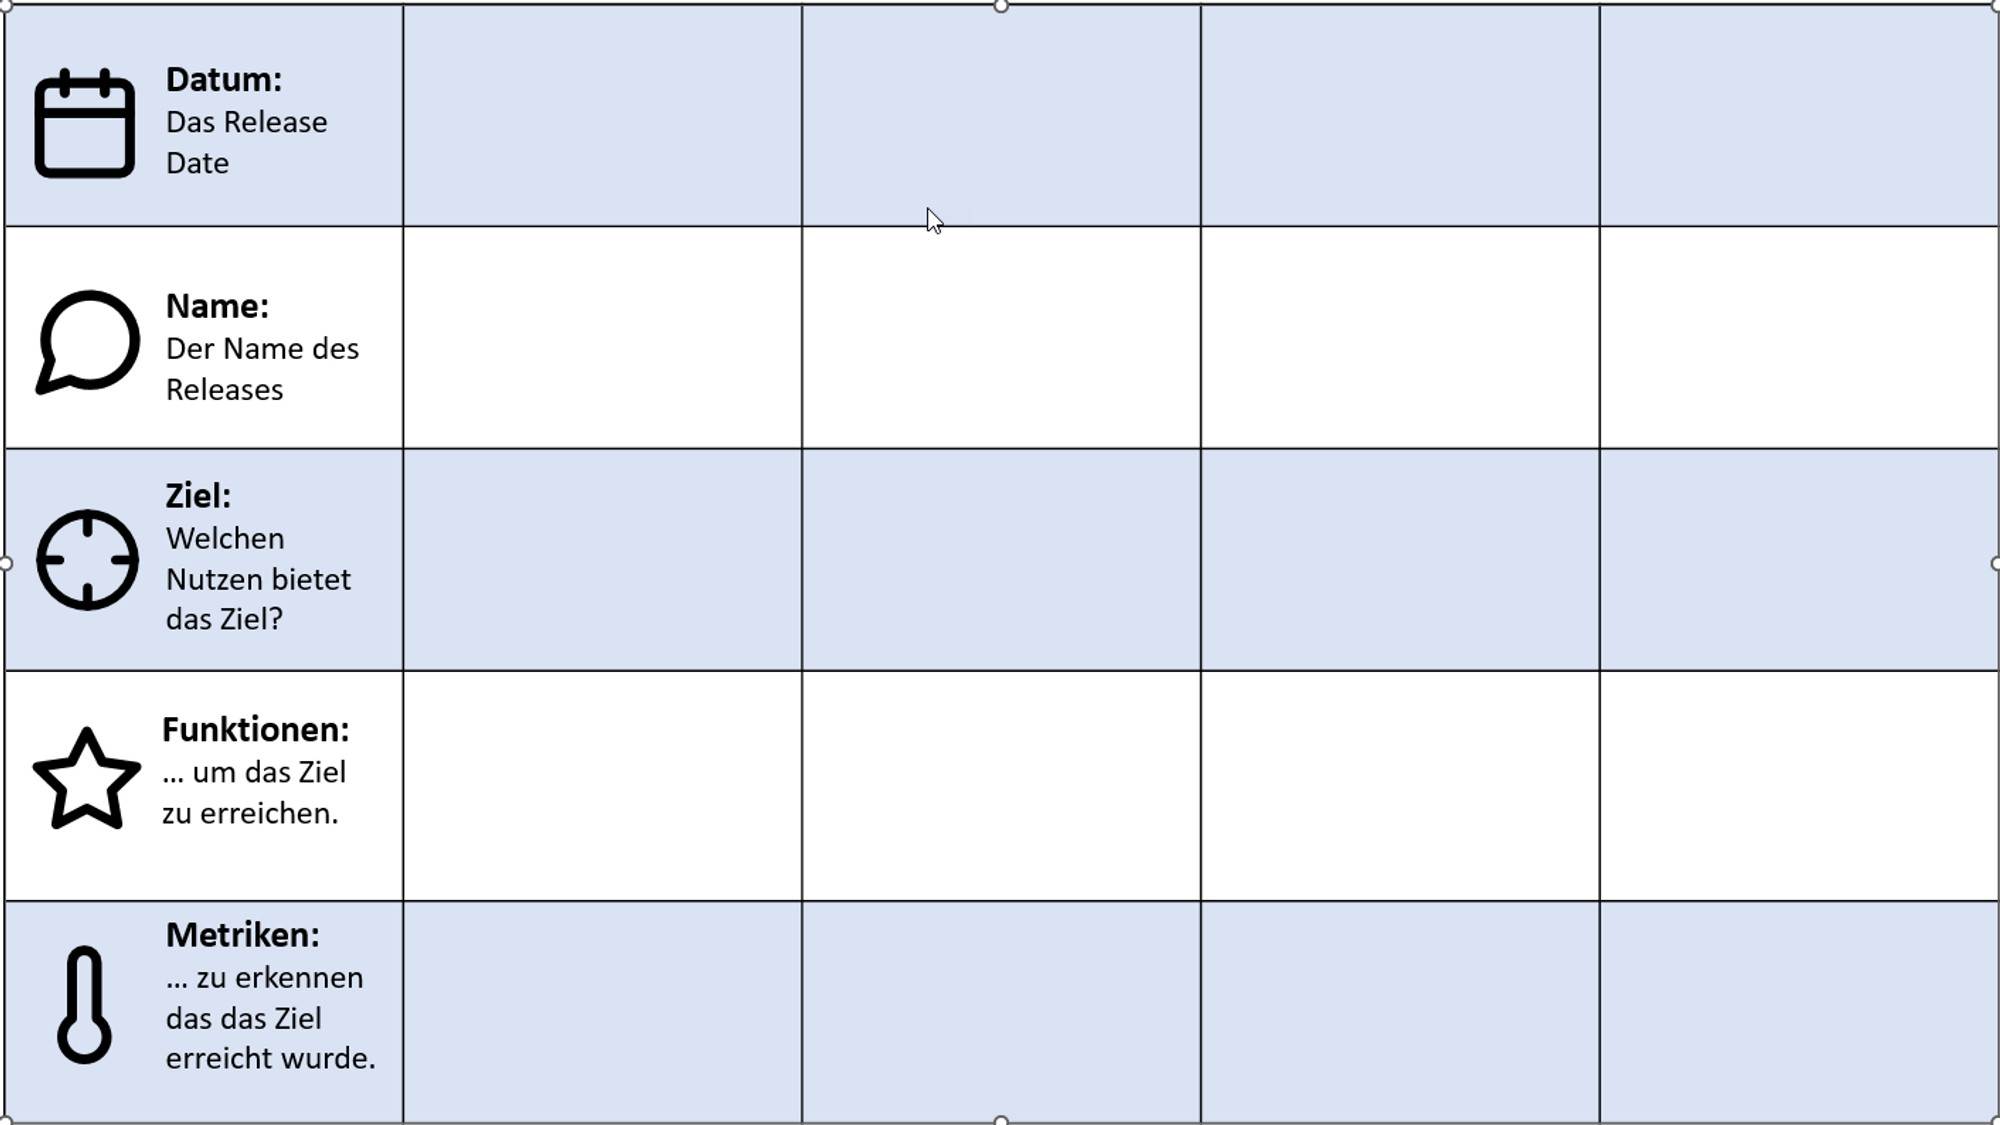 Datum:
Das Release
Date
Name:
Der Name des
Releases
Ziel:
Welchen
Nutzen bietet
das Ziel?
Funktionen:
... um das Ziel
zu erreichen.
Metriken:
... zu erkennen
das das Ziel
erreicht wurde.